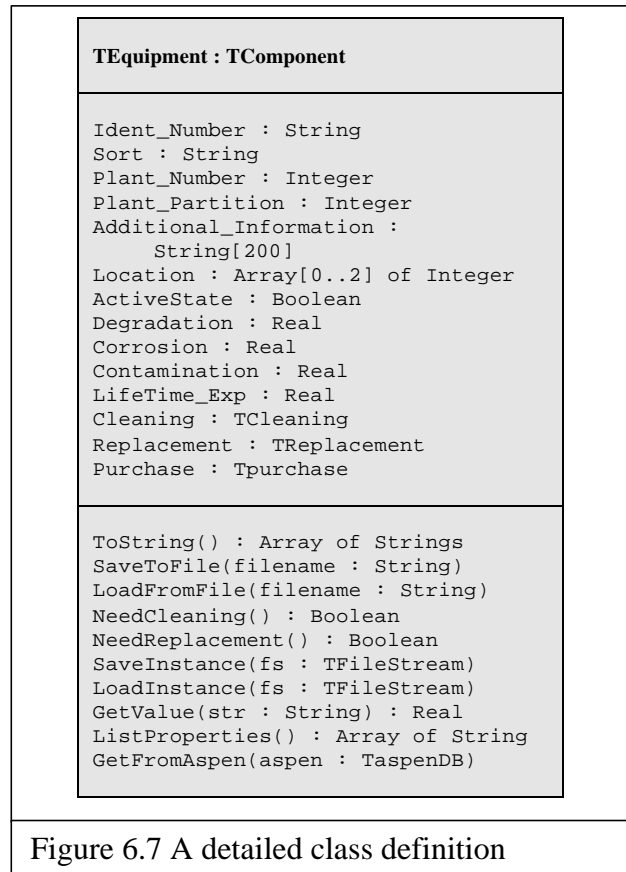 TEquipment : TComponent
Ident_Number : String
Sort : String
Plant_Number : Integer
Plant_Partition : Integer
Additional_Information :
String[200]
Location : Array[0..2] of Integer
ActiveState : Boolean
Degradation : Real
Corrosion : Real
Contamination : Real
LifeTime_Exp : Real
Cleaning : TCleaning
Replacement : TReplacement
Purchase : Tpurchase
ToString() : Array of Strings
SaveToFile(filename : String)
LoadFromFile(filename : String)
NeedCleaning() : Boolean
NeedReplacement() : Boolean
SaveInstance(fs : TFileStream)
LoadInstance(fs : TFileStream)
GetValue(str : String) : Real
ListProperties() : Array of String
GetFromAspen(aspen : TaspenDB)
Figure 6.7 A detailed class definition